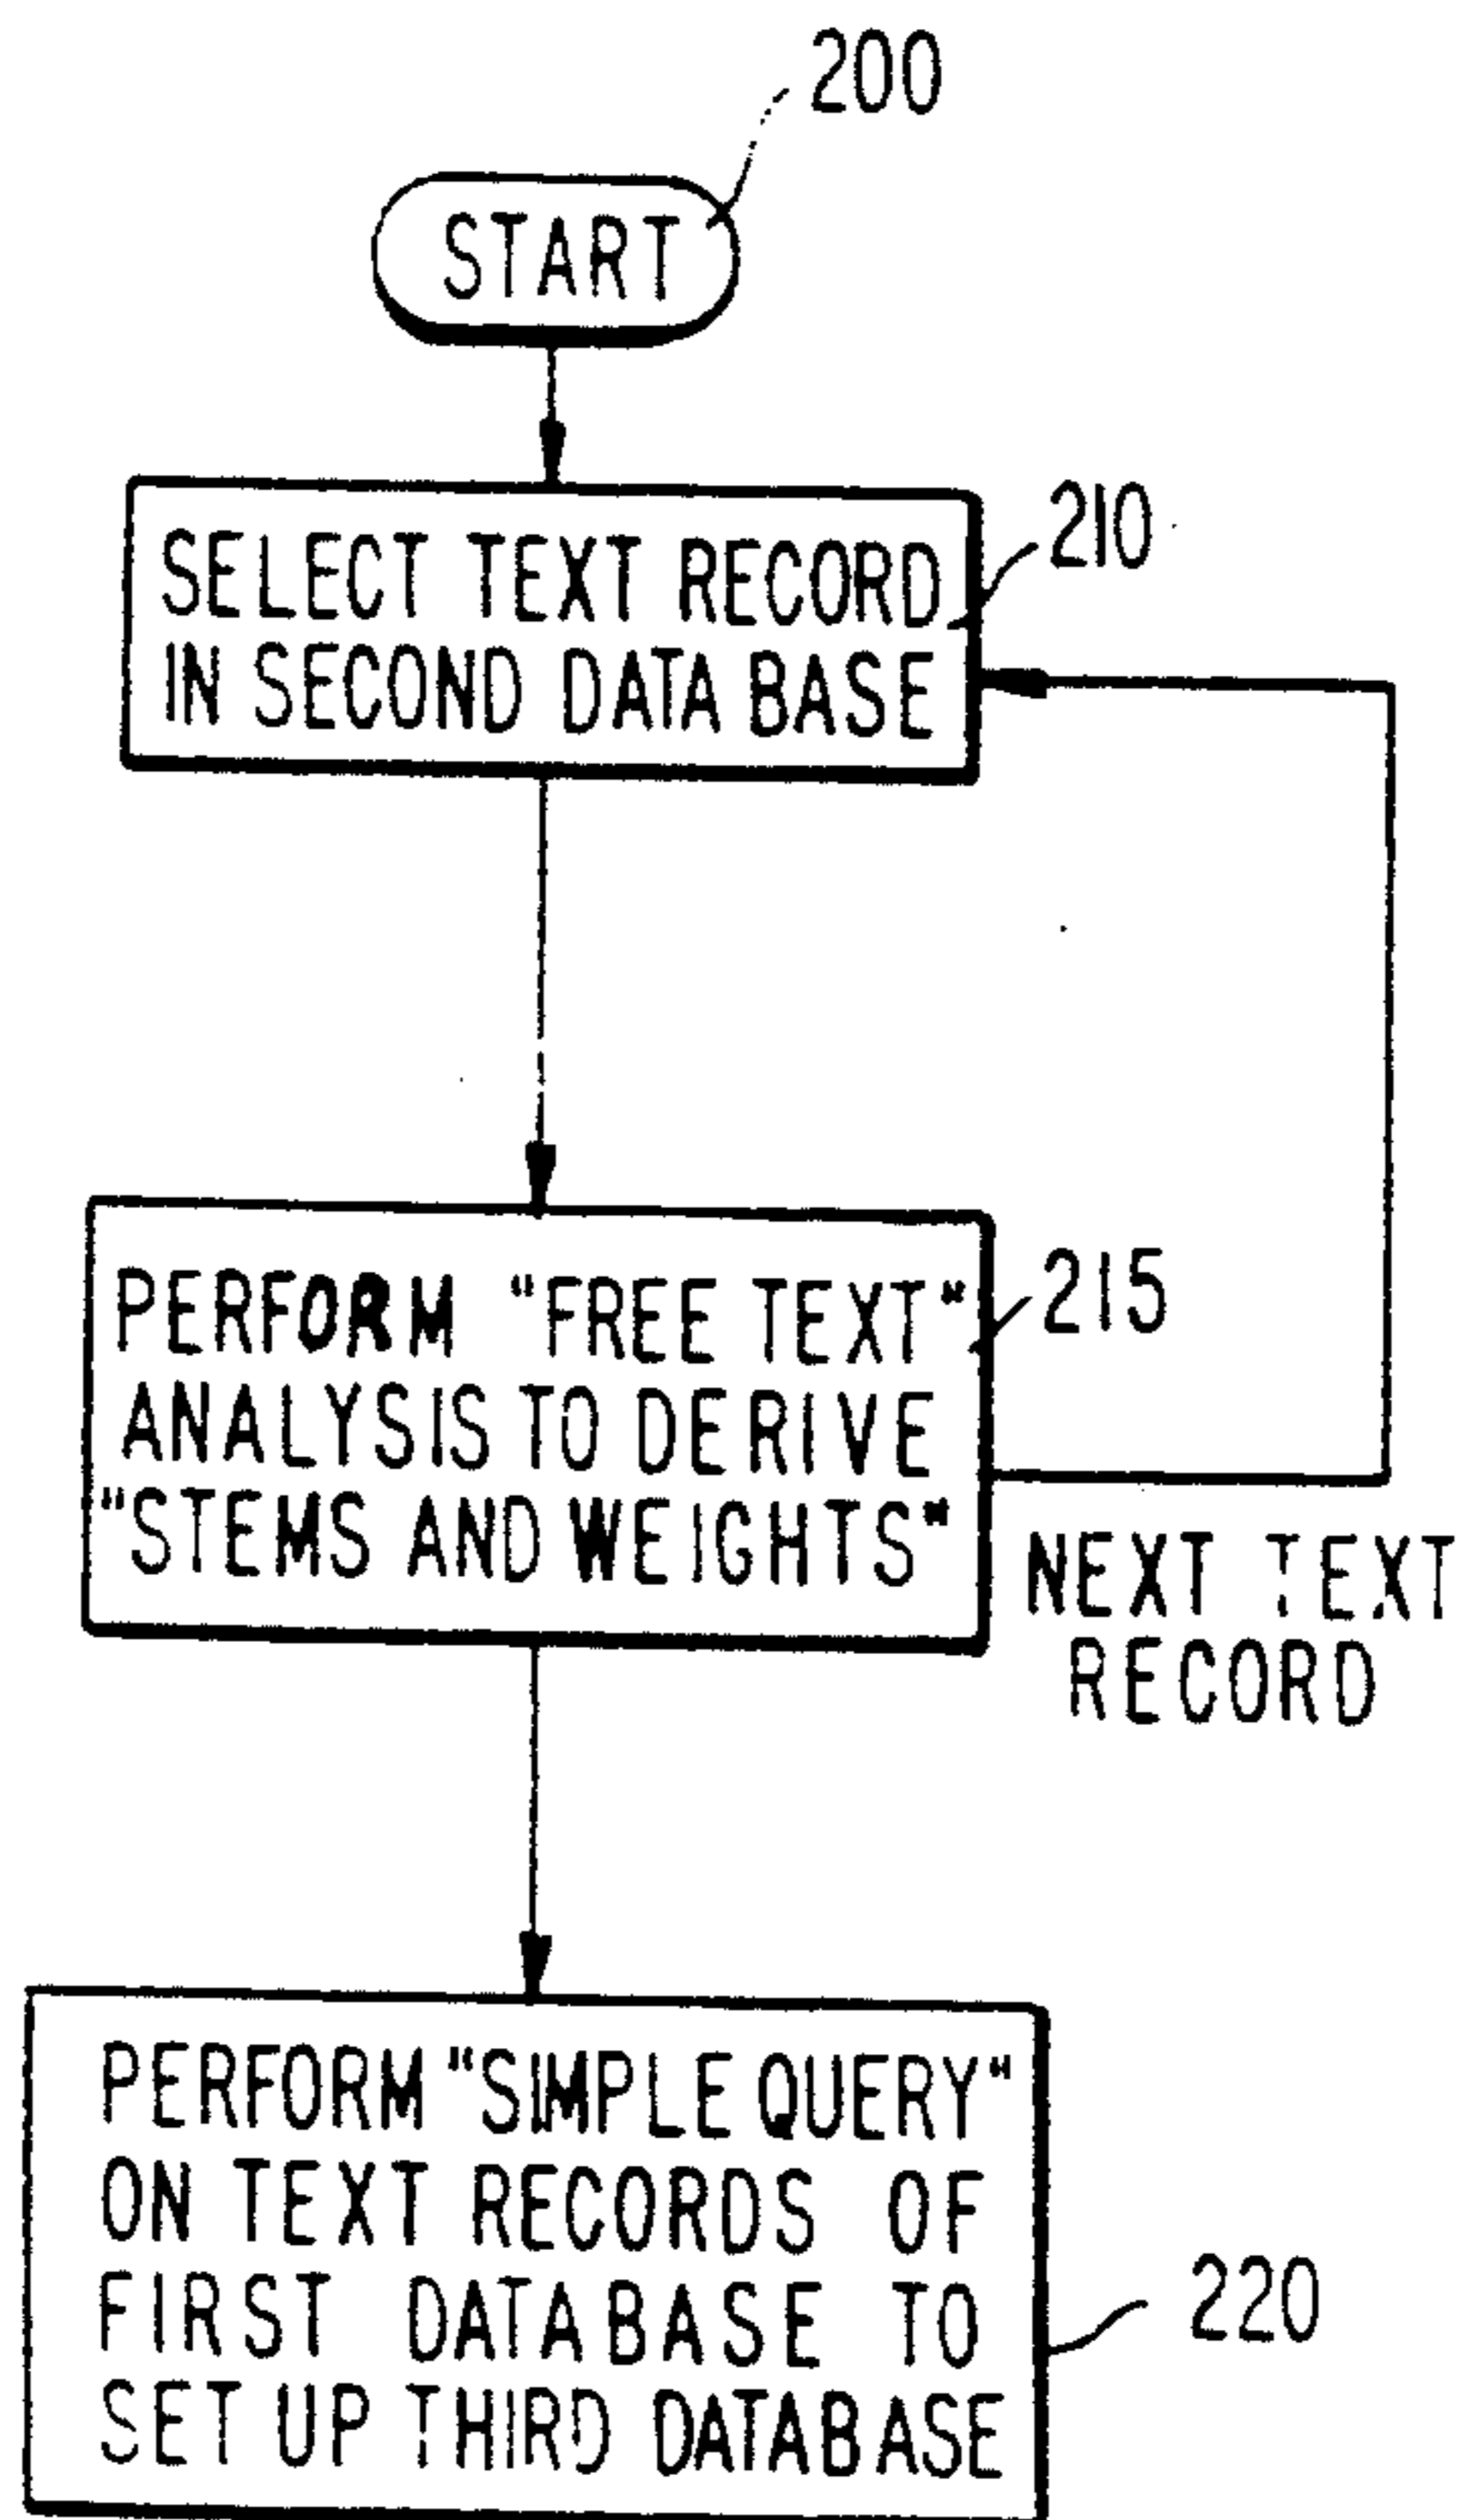 200
START
210
SELECT TEXT RECORD
IN SECOND DATA BASE
215
PERFORM "FREE TEXT"
ANALYSIS TO DERIVE
"STEMS AND WEIGHTS"
NEXT TEXT
RECORD
PERFORM "SIMPLE QUERY"
ON TEXT RECORDS OF
FIRST DATABASE TO
SET UP THIRD DATABASE
220